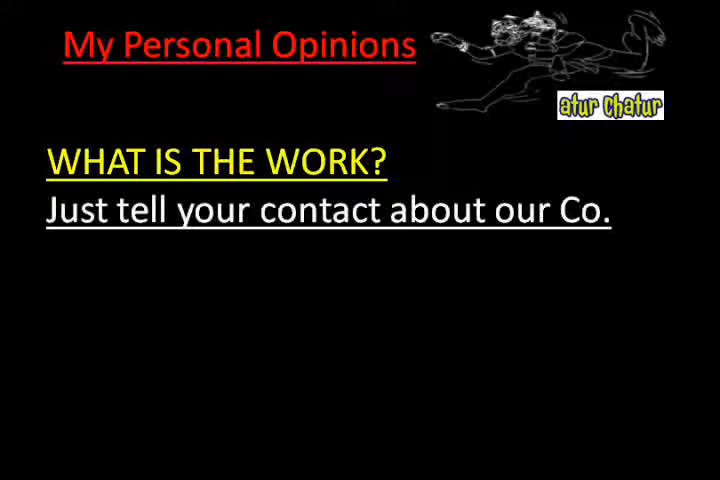 My Personal Opinions
atur chatur
WHAT IS THE WORK?
Just tell your contact about our Co.